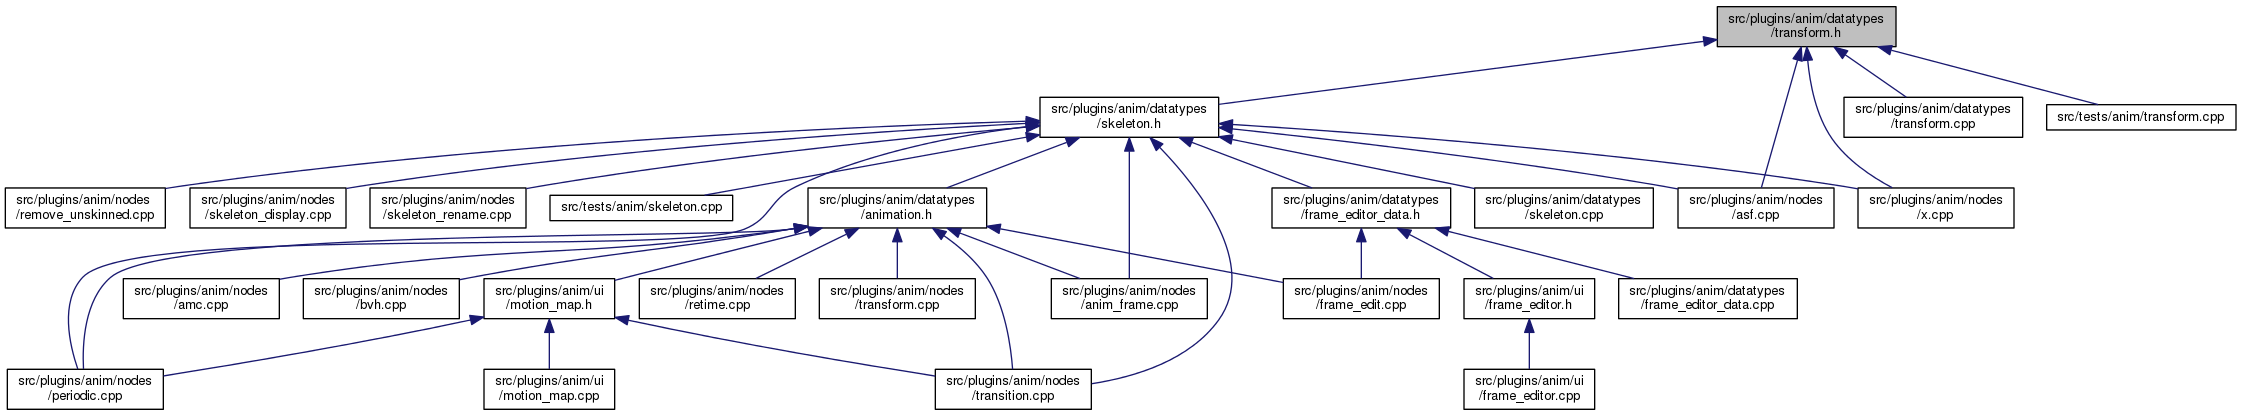 src/plugins/anim/datatypes
/transform.h
src/plugins/anim/datatypes
/skeleton.h
src/plugins/anim/datatypes
/transform.cpp
src/tests/anim/transform.cpp
src/plugins/anim/nodes
/remove_unskinned.cpp
src/plugins/anim/nodes
/skeleton_display.cpp
src/plugins/anim/nodes
/skeleton_rename.cpp
src/tests/anim/skeleton.cpp
src/plugins/anim/datatypes
/animation.h
src/plugins/anim/datatypes
/frame_editor_data.h
src/plugins/anim/datatypes
/skeleton.cpp
src/plugins/anim/nodes
/asf.cpp
src/plugins/anim/nodes
/x.cpp
src/plugins/anim/nodes
/amc.cpp
src/plugins/anim/nodes
/bvh.cpp
src/plugins/anim/ui
/motion_map.h
src/plugins/anim/nodes
/retime.cpp
src/plugins/anim/nodes
/transform.cpp
src/plugins/anim/nodes
/anim_frame.cpp
src/plugins/anim/nodes
/frame_edit.cpp
src/plugins/anim/ui
/frame_editor.h
src/plugins/anim/datatypes
/frame_editor_data.cpp
src/plugins/anim/nodes
/periodic.cpp
src/plugins/anim/ui
/motion_map.cpp
src/plugins/anim/nodes
/transition.cpp
src/plugins/anim/ui
/frame_editor.cpp